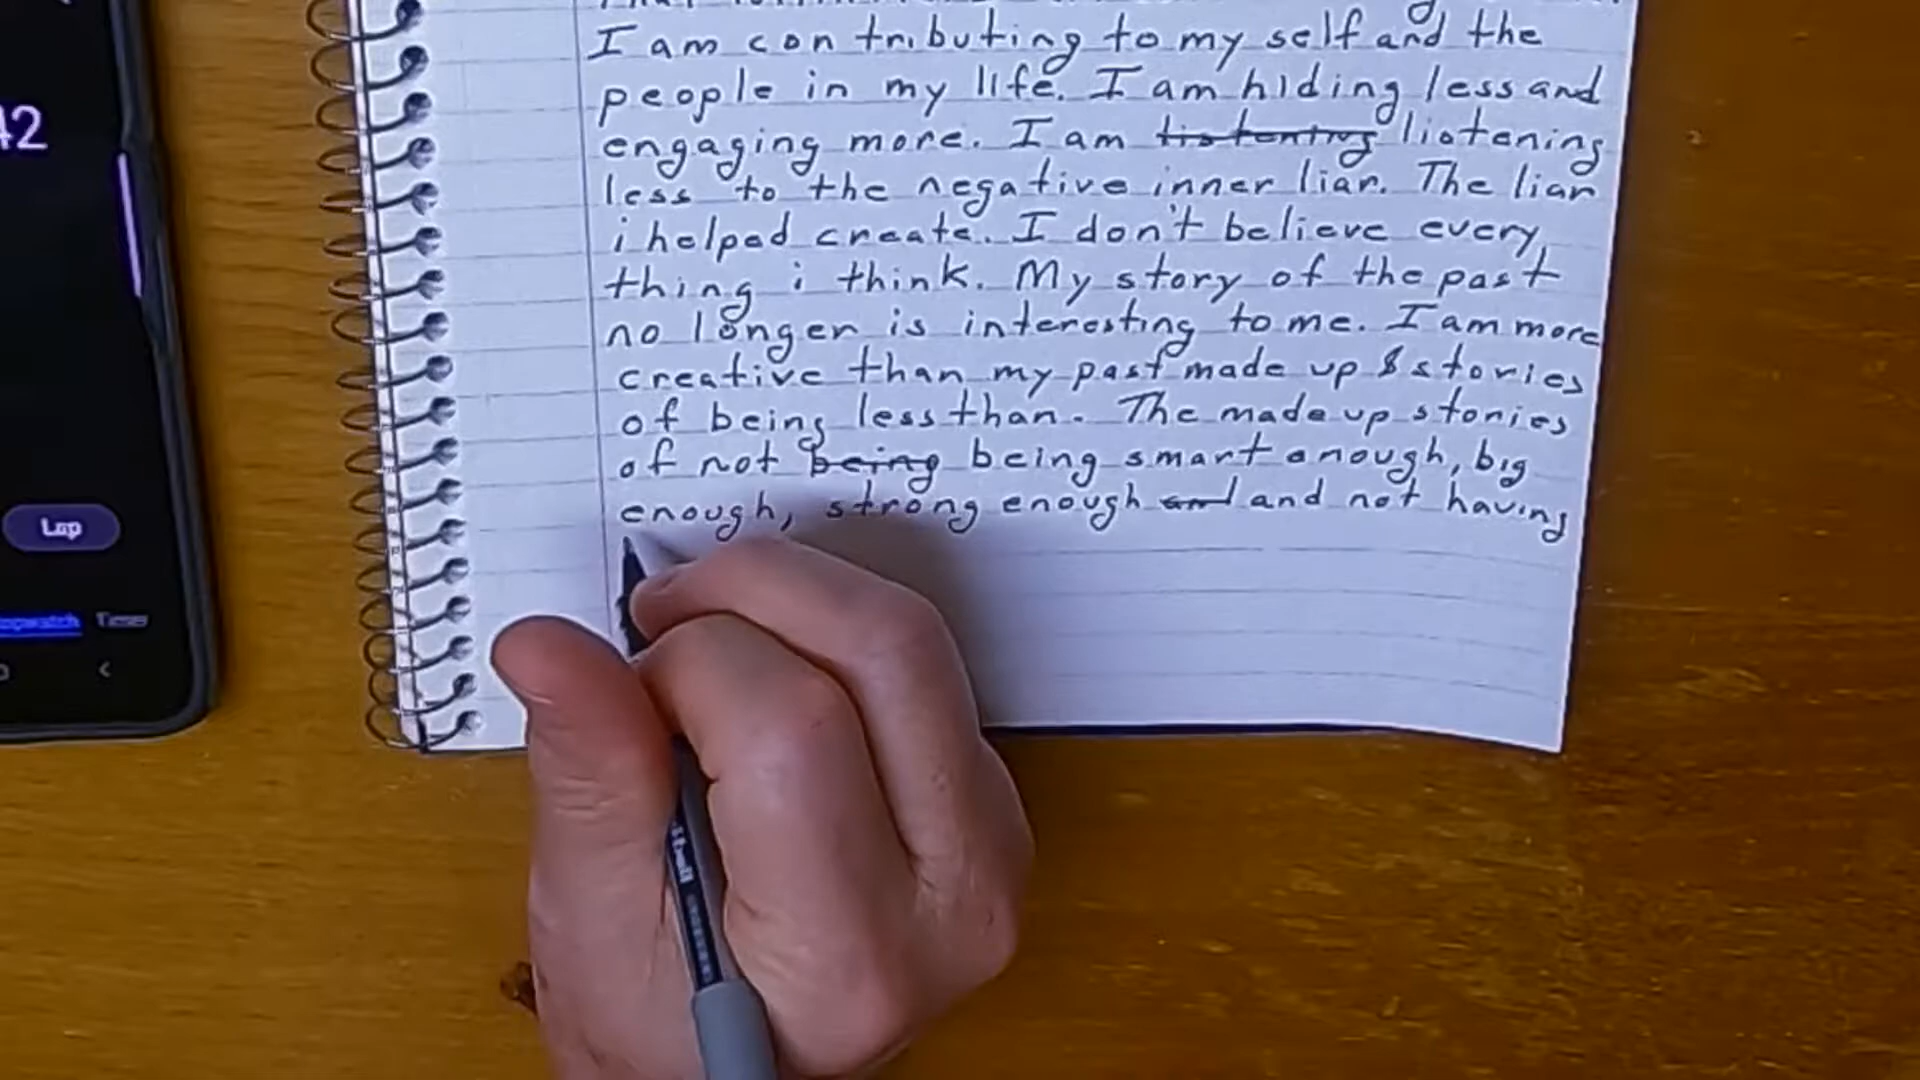 I am contributing to my self and the
people in my life. I am hiding less and
engaging more. I am listening listening
less to the negative inner liar. The liar
i helped create. I don't believe every
thing i think. My story of the past
no longer is interesting to me. I am more
creative than my past made up stories
of being less than. The made up stories
of not being being smart enough, big
enough, strong enough and and not having
42
Lap
Timer